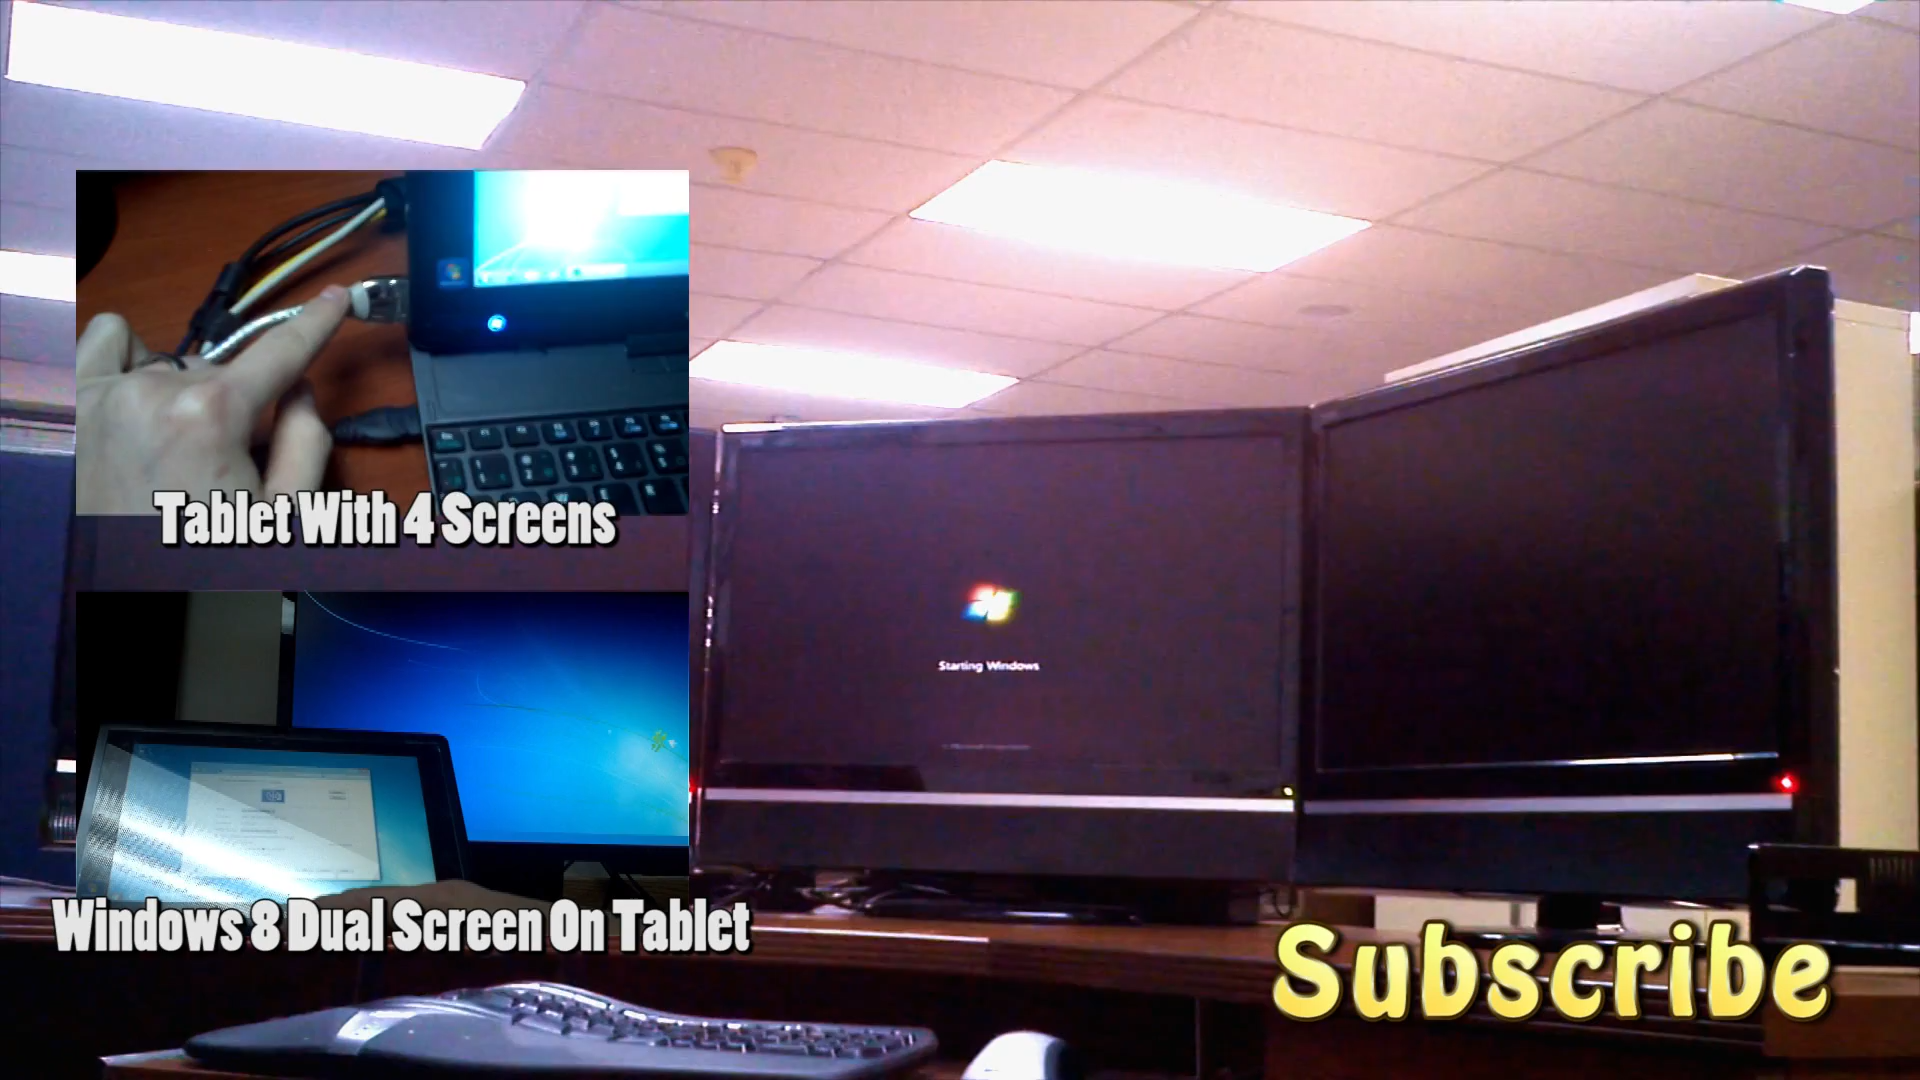 Tablet With 4 Screens
Starting Windows
Windows 8 Dual Screen On Tablet
Subscribe